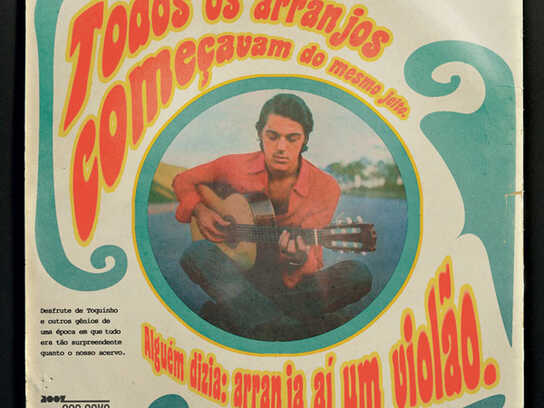 Todos os arranjos
começavam do mesmo jeito.
Desfrute de Toquinho
e outros gênios de
uma época em que tudo
era tão surpreendente
quanto o nosso acervo.
Alguém dizia: arranja aí um violão.